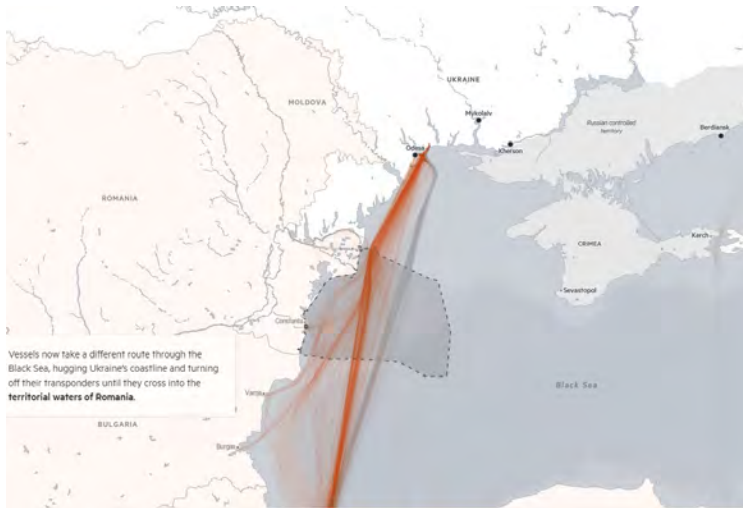 UKRAINE
MOLDOVA
Mykolaiv
Russian controlled
territory
Berdiansk
Odesa
Kherson
ROMANIA
CRIMEA
Kerch
Sevastopol
Constanta
Vessels now take a different route through the
Black Sea, hugging Ukraine's coastline and turning
off their transponders until they cross into the
territorial waters of Romania.
Varna
Black Sea
BULGARIA
Burgas